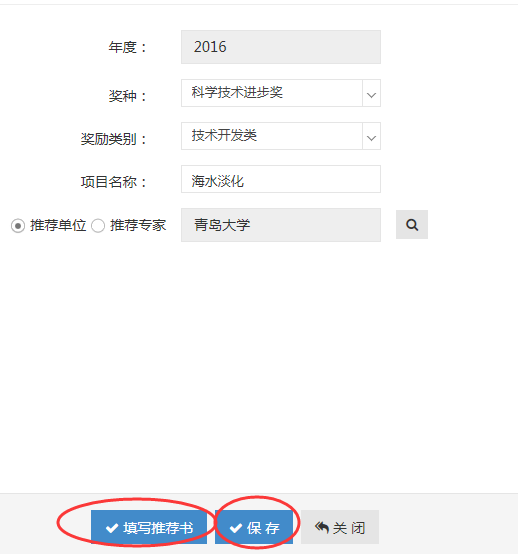 年度： 2016
奖种： 科学技术进步奖
奖励类别： 技术开发类
项目名称： 海水淡化
推荐单位 推荐专家 青岛大学
填写推荐书 保 存 关 闭